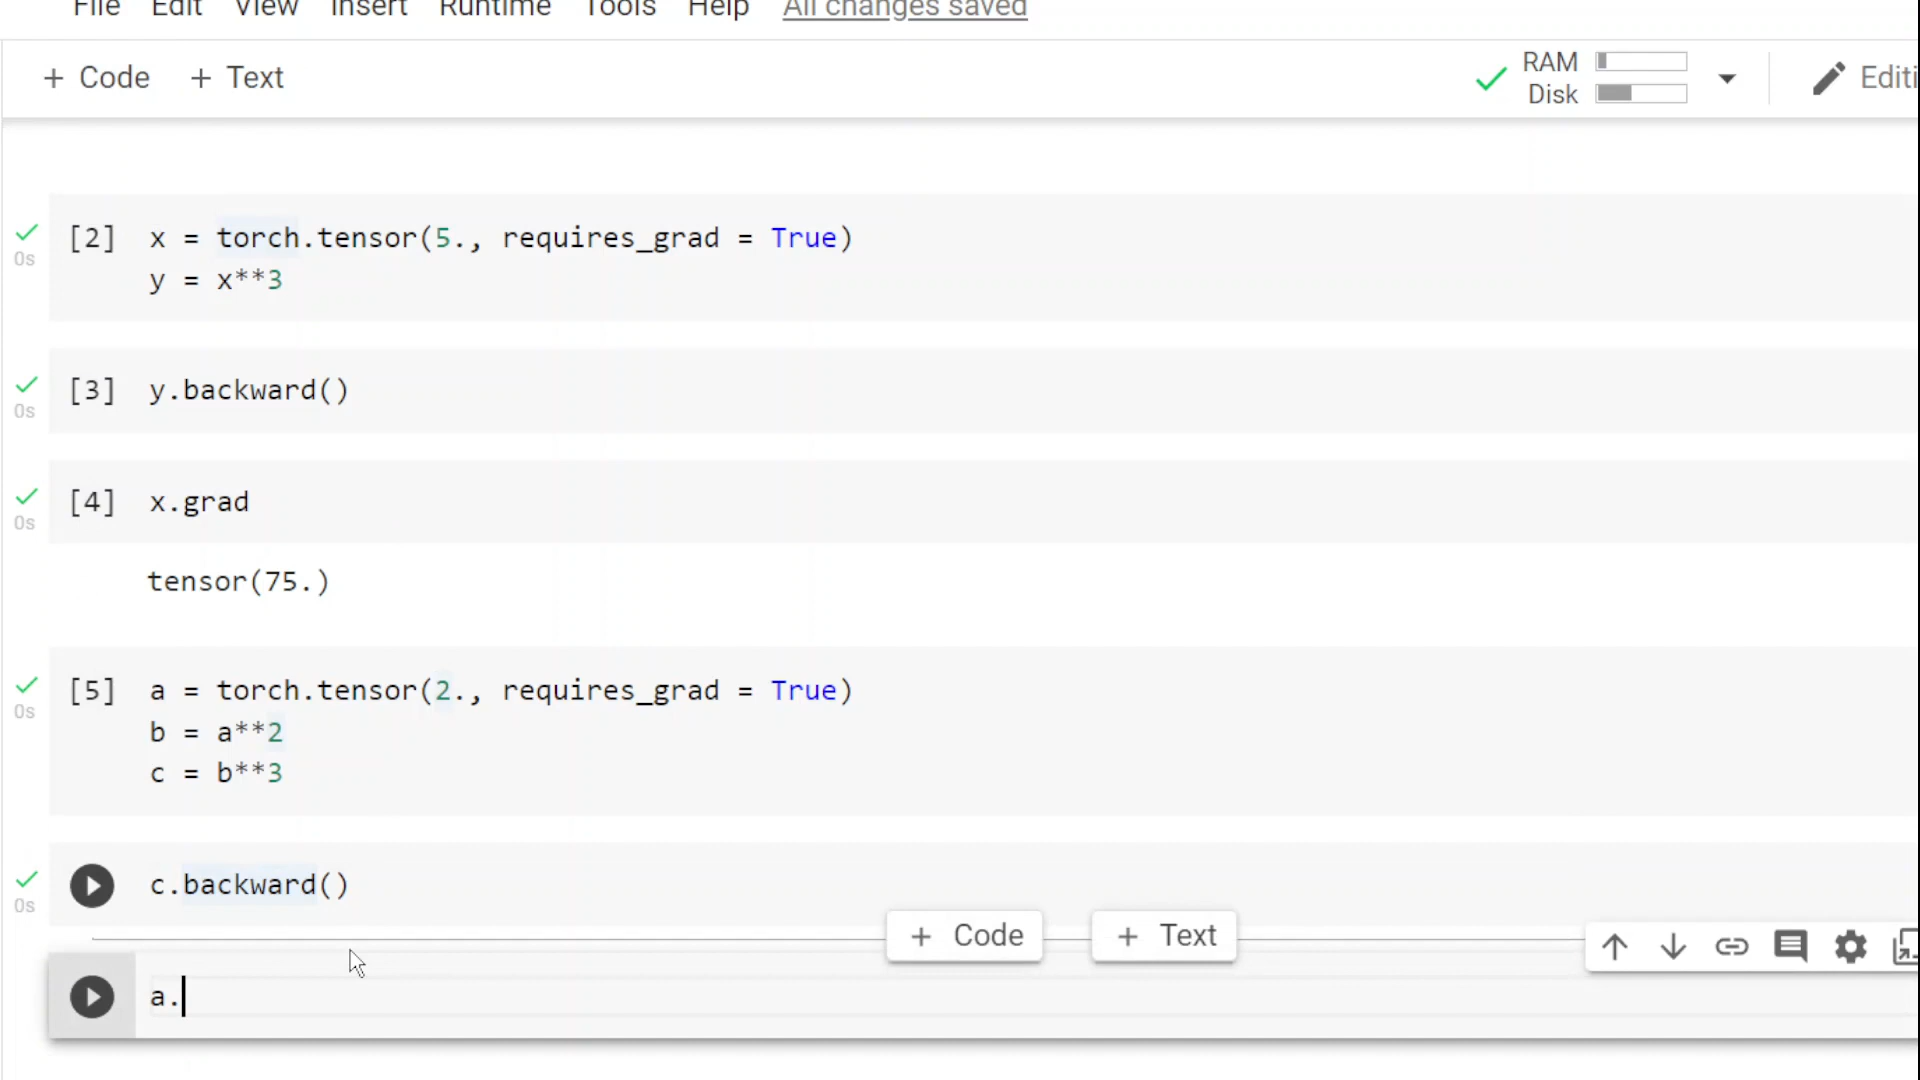 File Edit View Insert Runtime Tools Help All changes saved
+ Code + Text
RAM
Disk
Editi
[2] x = torch.tensor(5., requires_grad = True)
0s
y = x**3
[3] y.backward()
0s
[4] x.grad
0s
tensor(75.)
[5] a = torch.tensor(2., requires_grad = True)
0s
b = a**2
c = b**3
c.backward()
0s
+ Code + Text
a.